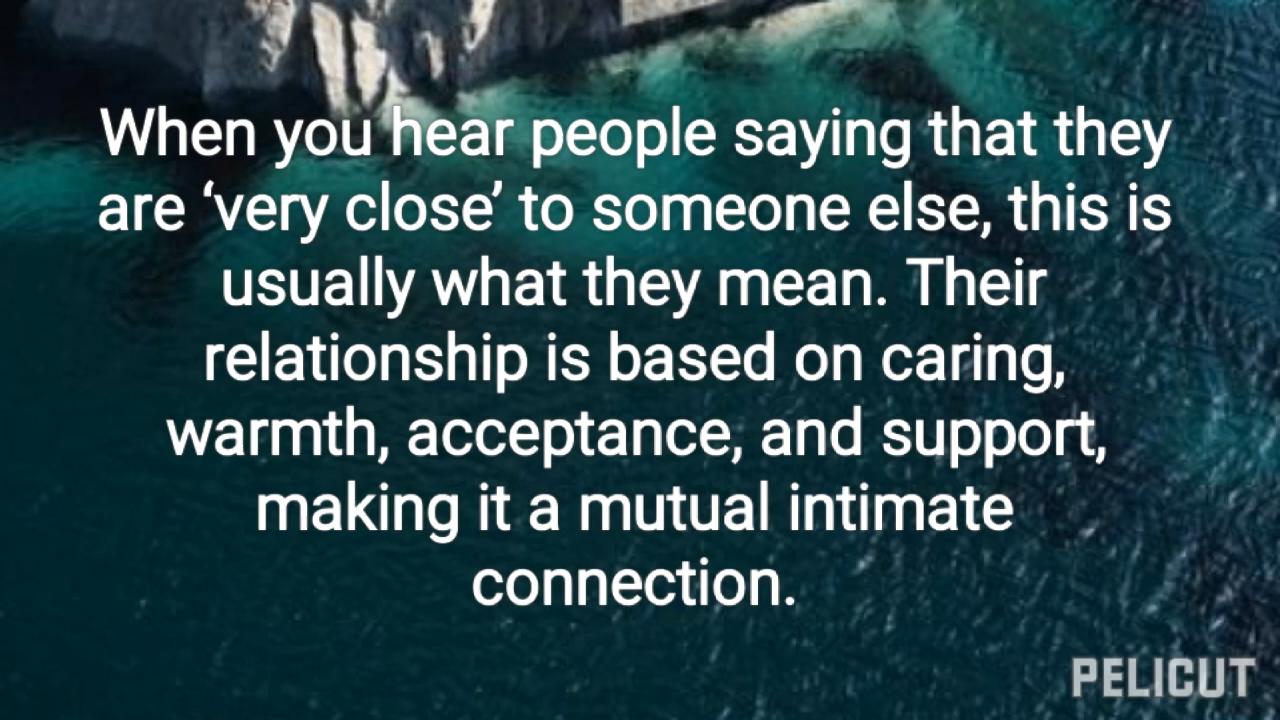 When you hear people saying that they
are ‘very close’ to someone else, this is
usually what they mean. Their
relationship is based on caring,
warmth, acceptance, and support,
making it a mutual intimate
connection.
PELICUT